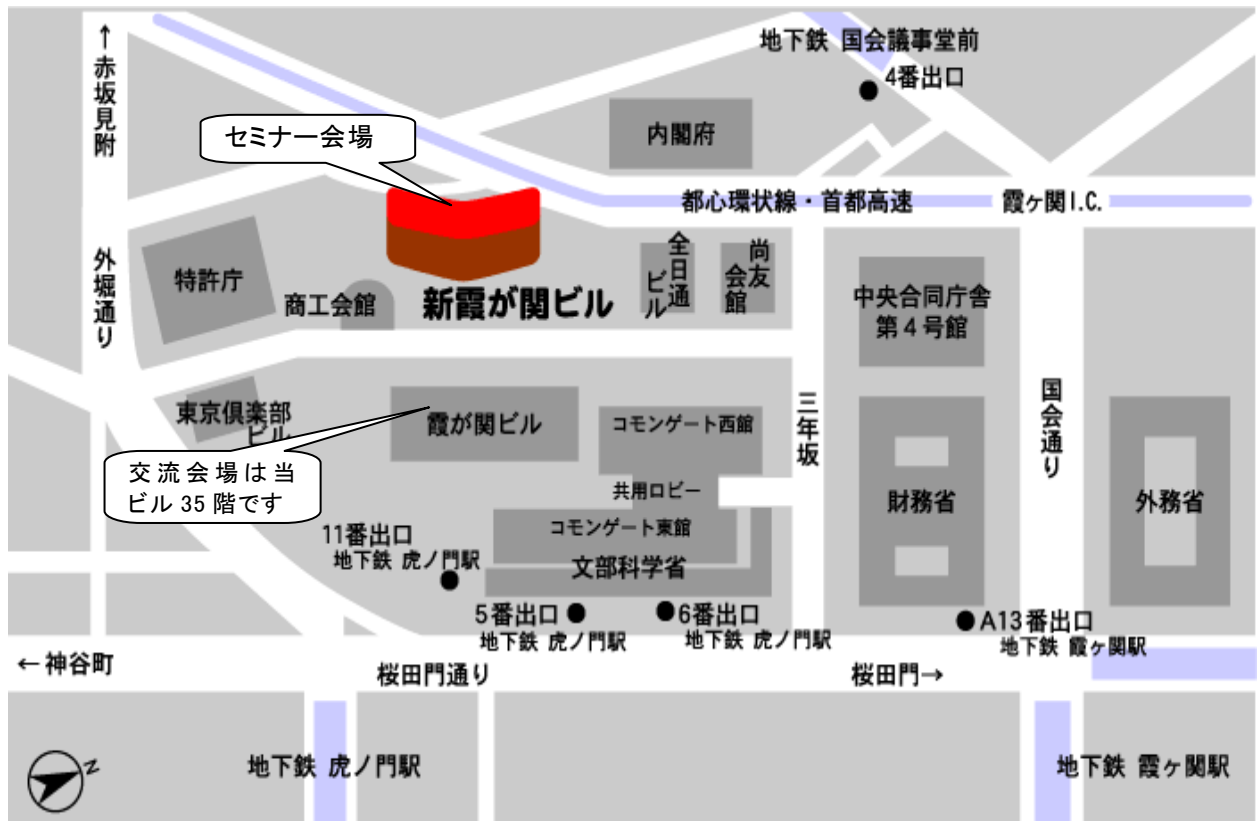 ↑赤坂見附
地下鉄 国会議事堂前
4番出口
セミナー会場
内閣府
都心環状線・首都高速
霞ヶ関I.C.
外堀通り
特許庁
商工会館
新霞が関ビル
全日通
ビル
尚友
会館
中央合同庁舎
第4号館
東京倶楽部
ビル
霞が関ビル
コモンゲート西館
三年坂
国会通り
交流会場は当
ビル 35 階です
共用ロビー
財務省
外務省
コモンゲート東館
11番出口
地下鉄 虎ノ門駅
文部科学省
5番出口
地下鉄 虎ノ門駅
6番出口
地下鉄 虎ノ門駅
A13番出口
地下鉄 霞ヶ関駅
←神谷町
桜田門通り
桜田門→
地下鉄 虎ノ門駅
地下鉄 霞ヶ関駅
N